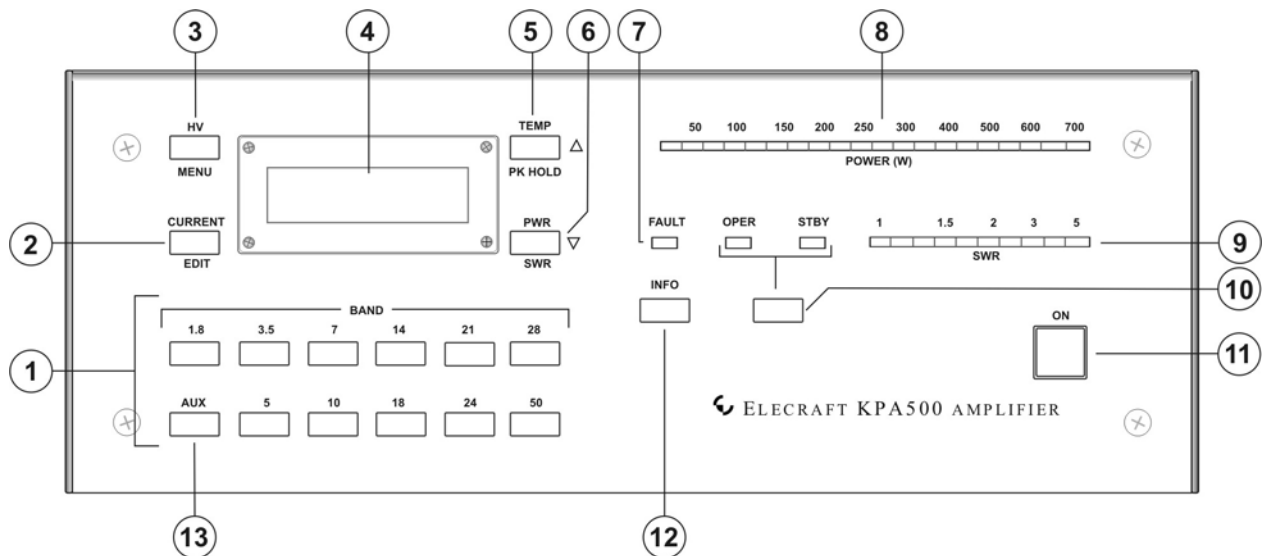 3 4 5 6 7 8
HV TEMP 50 100 150 200 250 300 400 500 600 700
MENU PK HOLD POWER (W)
CURRENT PWR FAULT OPER STBY 1 1.5 2 3 5
2 EDIT SWR SWR 9
INFO 10
BAND ON
1.8 3.5 7 14 21 28
1 11
AUX 5 10 18 24 50 ELECRAFT KPA500 AMPLIFIER
13 12